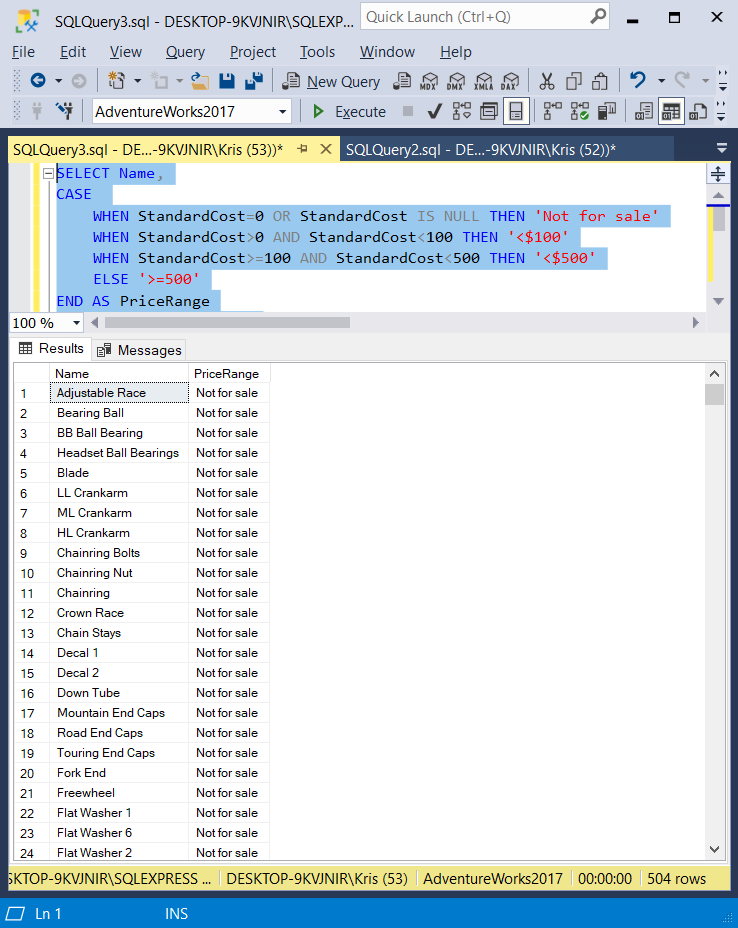 SQLQuery3.sql - DESKTOP-9KVJNIR\SQLEXP...
Quick Launch (Ctrl+Q)
File Edit View Query Project Tools Window Help
New Query MDX DMX XMLA DAX
AdventureWorks2017 Execute
SQLQuery3.sql - DE...-9KVJNIR\Kris (53))* SQLQuery2.sql - DE...-9KVJNIR\Kris (52))*
SELECT Name,
CASE
WHEN StandardCost=0 OR StandardCost IS NULL THEN 'Not for sale'
WHEN StandardCost>0 AND StandardCost<100 THEN '<$100'
WHEN StandardCost>=100 AND StandardCost<500 THEN '<$500'
ELSE '>=500'
END AS PriceRange
100 %
Results Messages
Name PriceRange
1 Adjustable Race Not for sale
2 Bearing Ball Not for sale
3 BB Ball Bearing Not for sale
4 Headset Ball Bearings Not for sale
5 Blade Not for sale
6 LL Crankarm Not for sale
7 ML Crankarm Not for sale
8 HL Crankarm Not for sale
9 Chainring Bolts Not for sale
10 Chainring Nut Not for sale
11 Chainring Not for sale
12 Crown Race Not for sale
13 Chain Stays Not for sale
14 Decal 1 Not for sale
15 Decal 2 Not for sale
16 Down Tube Not for sale
17 Mountain End Caps Not for sale
18 Road End Caps Not for sale
19 Touring End Caps Not for sale
20 Fork End Not for sale
21 Freewheel Not for sale
22 Flat Washer 1 Not for sale
23 Flat Washer 6 Not for sale
24 Flat Washer 2 Not for sale
SKTOP-9KVJNIR\SQLEXPRESS ... DESKTOP-9KVJNIR\Kris (53) AdventureWorks2017 00:00:00 504 rows
Ln 1 INS